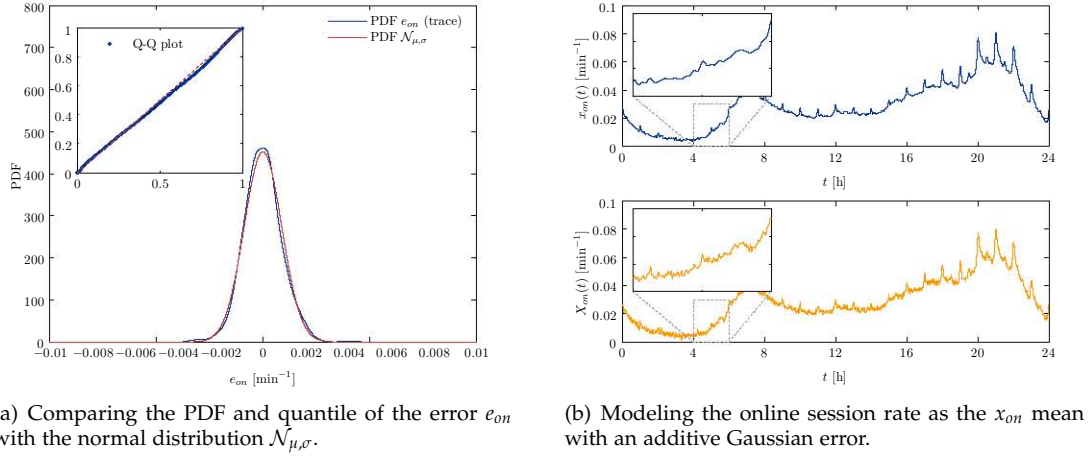 800
700
600
500
400
300
200
100
0
PDF
PDF e_on (trace)
PDF N_μ,σ
1
0.8
0.6
0.4
0.2
0
0 0.5 1
Q-Q plot
−0.01 −0.008 −0.006 −0.004 −0.002 0 0.002 0.004 0.006 0.008 0.01
e_on [min⁻¹]
a) Comparing the PDF and quantile of the error e_on
with the normal distribution N_μ,σ.
0.1
0.08
0.06
0.04
0.02
0
x_on(t) [min⁻¹]
0 4 8 12 16 20 24
t [h]
0.1
0.08
0.06
0.04
0.02
0
X_on(t) [min⁻¹]
0 4 8 12 16 20 24
t [h]
(b) Modeling the online session rate as the x_on mean
with an additive Gaussian error.